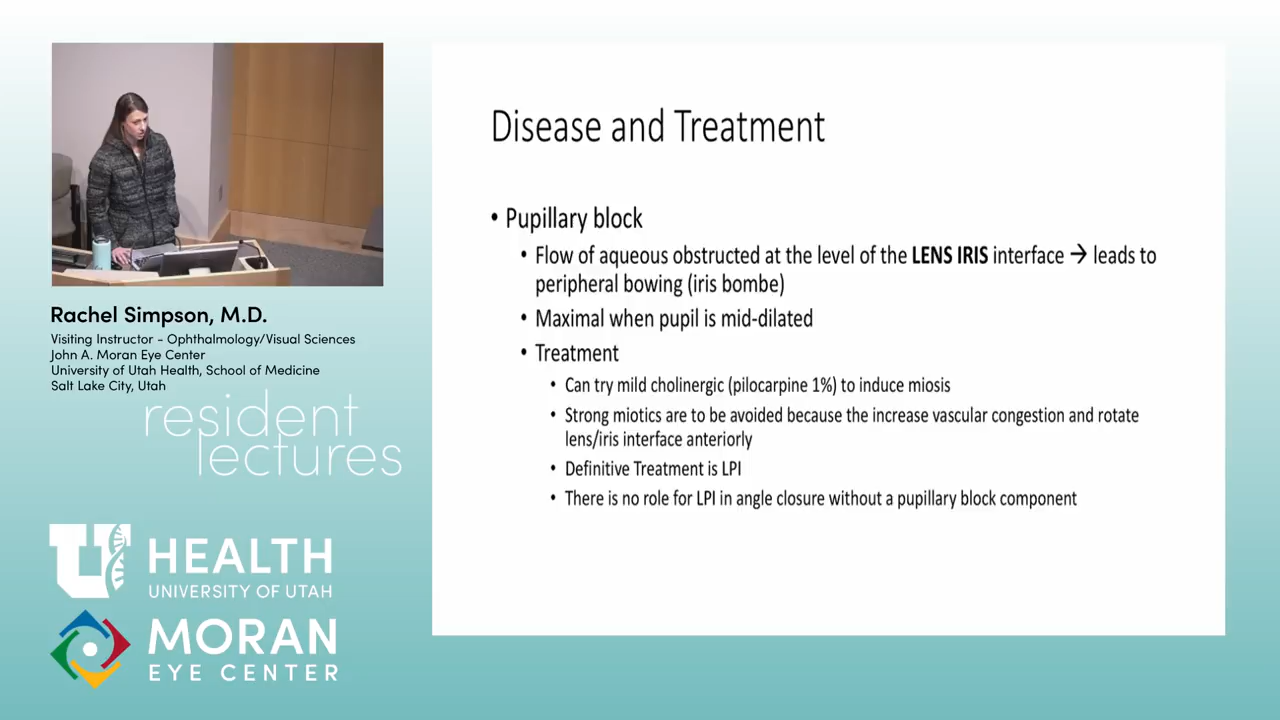 Rachel Simpson, M.D.
Visiting Instructor - Ophthalmology/Visual Sciences
John A. Moran Eye Center
University of Utah Health, School of Medicine
Salt Lake City, Utah
resident
lectures
U HEALTH
UNIVERSITY OF UTAH
MORAN
EYE CENTER
Disease and Treatment
• Pupillary block
• Flow of aqueous obstructed at the level of the LENS IRIS interface → leads to
peripheral bowing (iris bombe)
• Maximal when pupil is mid-dilated
• Treatment
• Can try mild cholinergic (pilocarpine 1%) to induce miosis
• Strong miotics are to be avoided because the increase vascular congestion and rotate
lens/iris interface anteriorly
• Definitive Treatment is LPI
• There is no role for LPI in angle closure without a pupillary block component